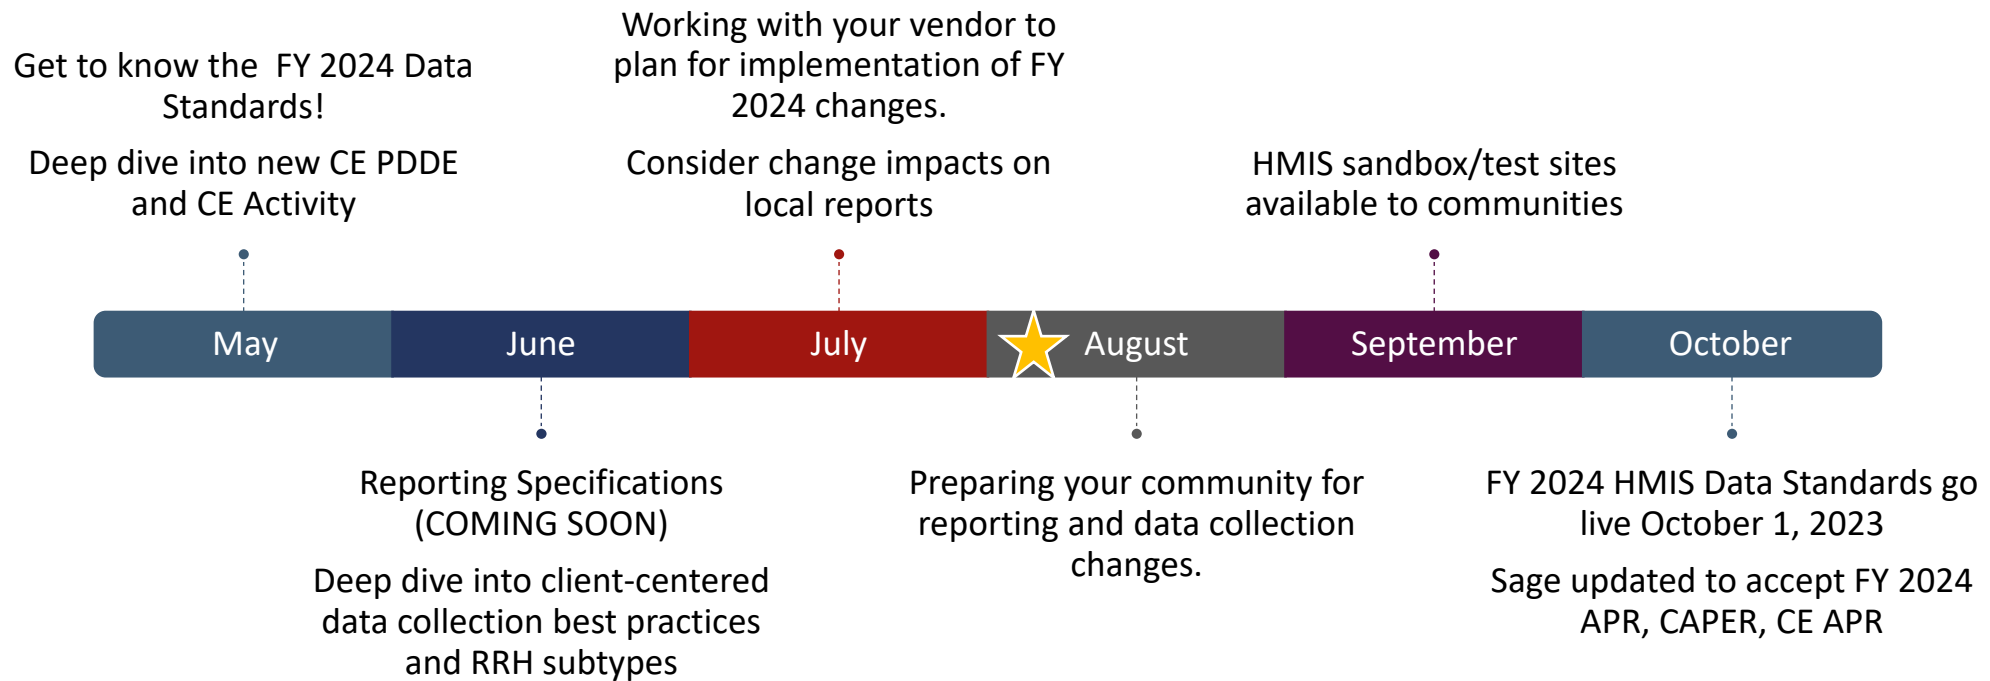 Get to know the  FY 2024 Data
Standards!
Deep dive into new CE PDDE
and CE Activity
Working with your vendor to
plan for implementation of FY
2024 changes.
Consider change impacts on
local reports
HMIS sandbox/test sites
available to communities
May
June
July
August
September
October
Reporting Specifications
(COMING SOON)
Deep dive into client-centered
data collection best practices
and RRH subtypes
Preparing your community for
reporting and data collection
changes.
FY 2024 HMIS Data Standards go
live October 1, 2023
Sage updated to accept FY 2024
APR, CAPER, CE APR